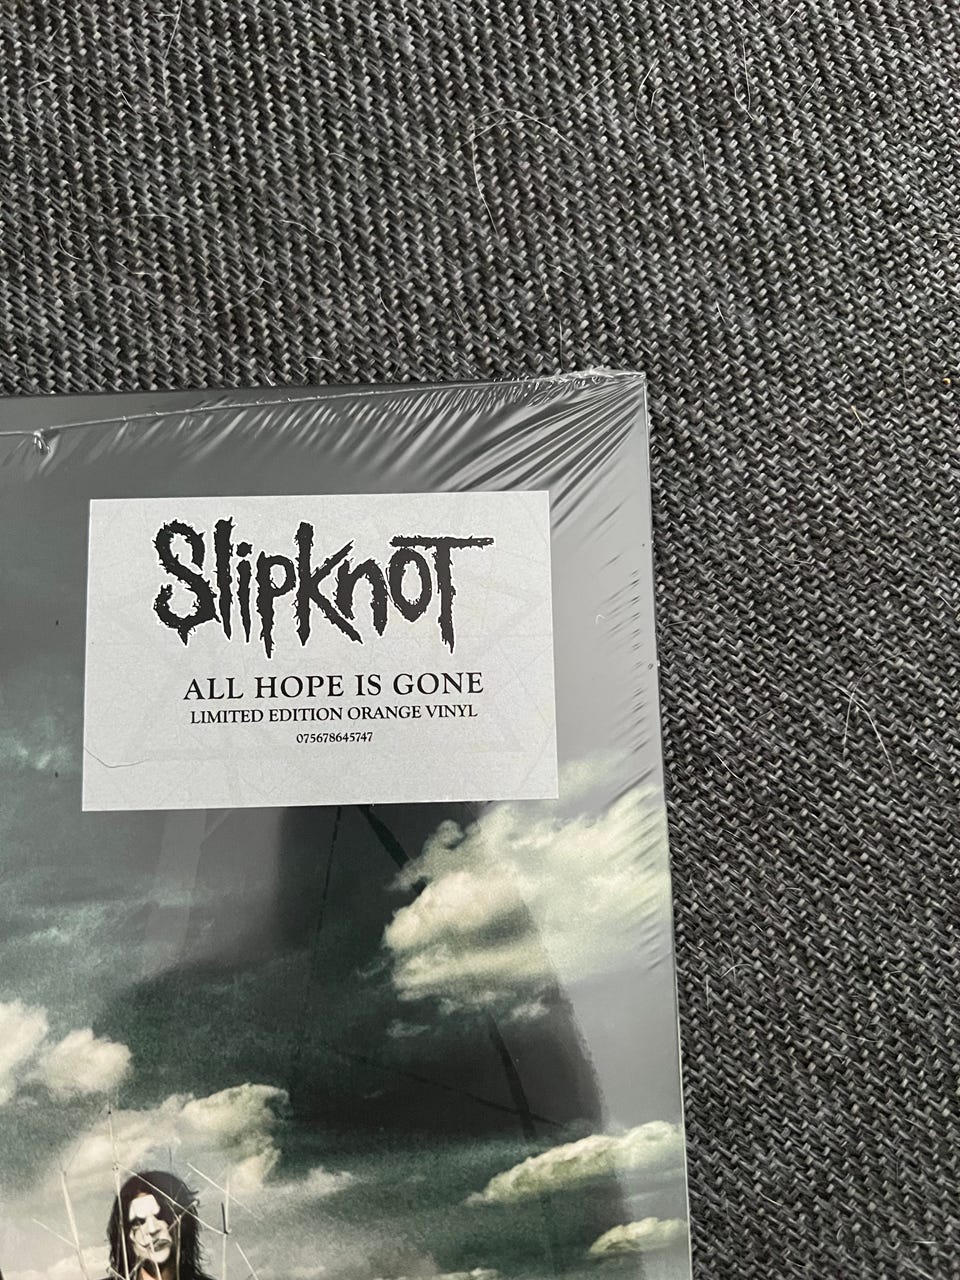 Slipknot
ALL HOPE IS GONE
LIMITED EDITION ORANGE VINYL
075678645747